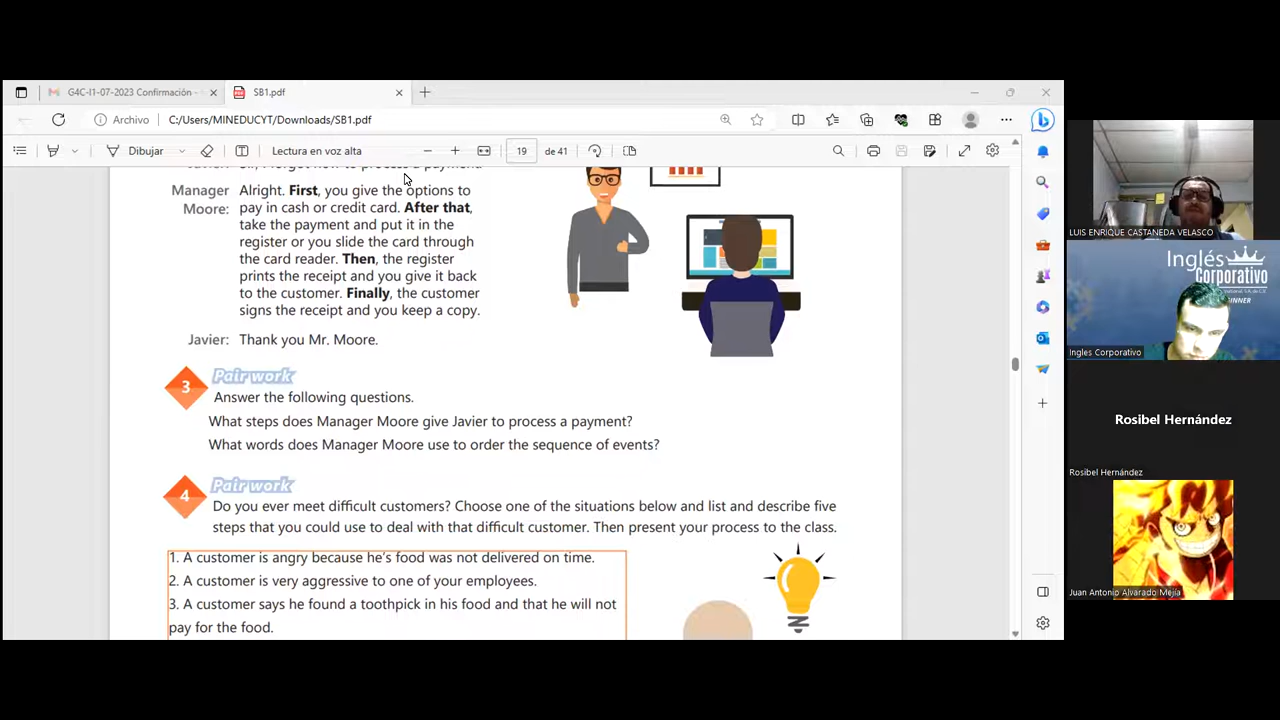 G4C-I1-07-2023 Confirmación -
SB1.pdf
Archivo
C:/Users/MINEDUCYT/Downloads/SB1.pdf
Dibujar
Lectura en voz alta
19
de 41
Manager
Moore:
Alright. First, you give the options to
pay in cash or credit card. After that,
take the payment and put it in the
register or you slide the card through
the card reader. Then, the register
prints the receipt and you give it back
to the customer. Finally, the customer
signs the receipt and you keep a copy.
Javier:
Thank you Mr. Moore.
3
Pair work
Answer the following questions.
What steps does Manager Moore give Javier to process a payment?
What words does Manager Moore use to order the sequence of events?
4
Pair work
Do you ever meet difficult customers? Choose one of the situations below and list and describe five
steps that you could use to deal with that difficult customer. Then present your process to the class.
1. A customer is angry because he's food was not delivered on time.
2. A customer is very aggressive to one of your employees.
3. A customer says he found a toothpick in his food and that he will not
pay for the food.
LUIS ENRIQUE CASTANEDA VELASCO
Inglés
Corporativo
Ingles Corporativo
Rosibel Hernández
Rosibel Hernández
Juan Antonio Alvarado Mejía